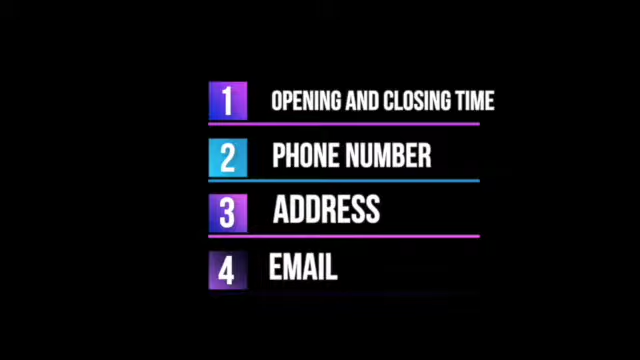 1 OPENING AND CLOSING TIME
2 PHONE NUMBER
3 ADDRESS
4 EMAIL